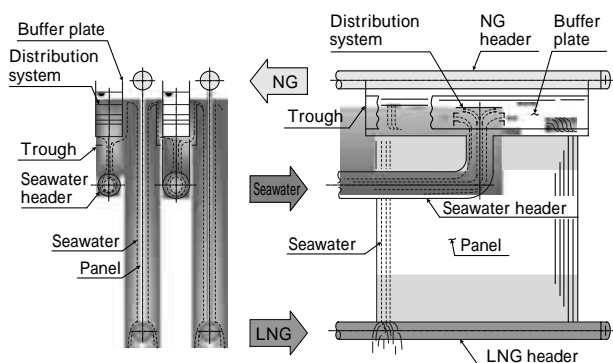 Buffer plate
Distribution
system
Trough
Seawater
header
Seawater
Panel
NG
Seawater
LNG
Distribution
system
NG
header
Buffer
plate
Trough
Seawater header
Seawater
Panel
LNG header